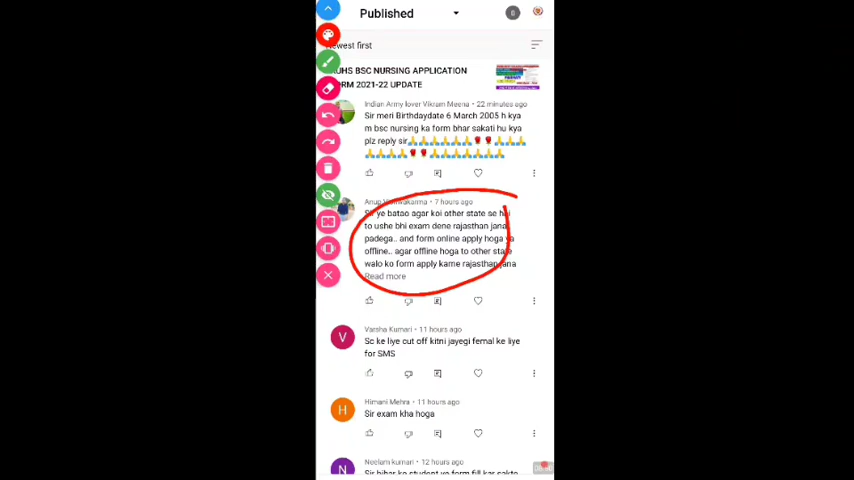 Published
0
ewest first
UHS BSC NURSING APPLICATION
ORM 2021-22 UPDATE
Indian Army lover Vikram Meena • 22 minutes ago
Sir meri Birthdaydate 6 March 2005 h kya
m bsc nursing ka form bhar sakati hu kya
plz reply sir🙏🙏🙏🙏🙏🙏🌹🌹🙏🙏🙏
🙏🙏🙏🙏🌹🌹🙏🙏🙏🙏🙏🙏🙏
Anup Vishwakarma • 7 hours ago
Sir ye batao agar koi other state se hai
to ushe bhi exam dene rajasthan jana
padega.. and form online apply hoga ya
offline.. agar offline hoga to other state
walo ko form apply karne rajasthan jana
Read more
V
Varsha Kumari • 11 hours ago
Sc ke liye cut off kitni jayegi femal ke liye
for SMS
H
Himani Mehra • 11 hours ago
Sir exam kha hoga
N
Neelam kumari • 12 hours ago
Sir bihar ke student ye form fill kar sakte